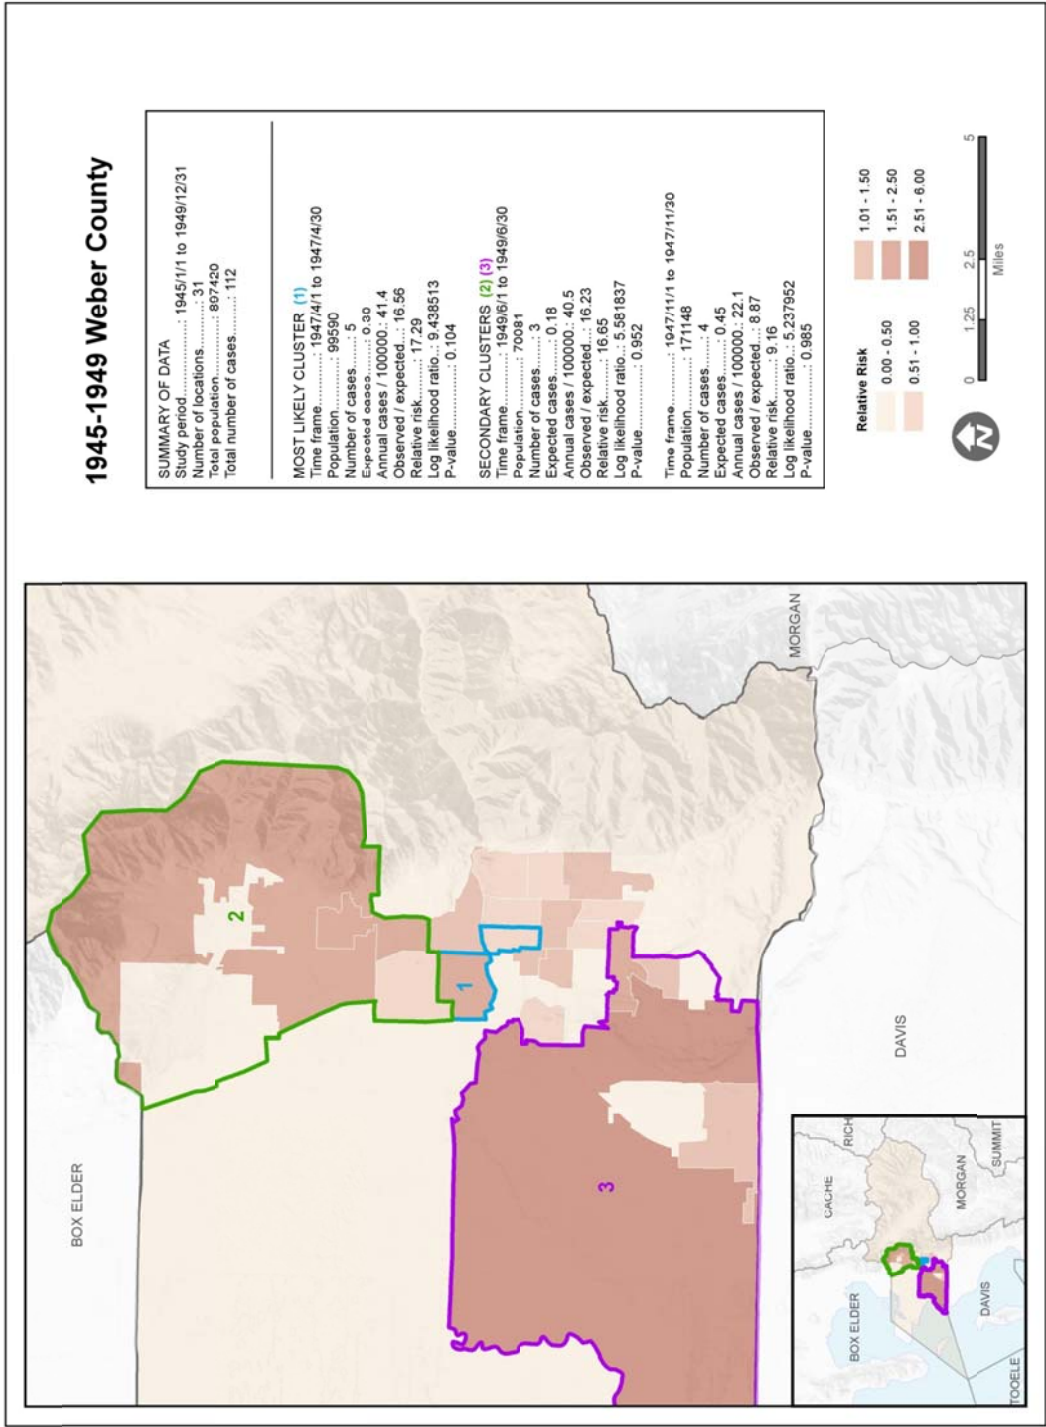 1945-1949 Weber County
SUMMARY OF DATA
Study period........: 1945/1/1 to 1949/12/31
Number of locations......: 31
Total population.......: 897420
Total number of cases.....: 112
MOST LIKELY CLUSTER (1)
Time frame........: 1947/4/1 to 1947/4/30
Population........: 99590
Number of cases......: 5
Expected cases......: 0.30
Annual cases / 100000.: 41.4
Observed / expected...: 16.56
Relative risk......: 17.29
Log likelihood ratio..: 9.438513
P-value.........: 0.104
SECONDARY CLUSTERS (2) (3)
Time frame........: 1949/6/1 to 1949/6/30
Population........: 70081
Number of cases......: 3
Expected cases......: 0.18
Annual cases / 100000.: 40.5
Observed / expected...: 16.23
Relative risk......: 16.65
Log likelihood ratio..: 5.581837
P-value.........: 0.952
Time frame........: 1947/11/1 to 1947/11/30
Population........: 171148
Number of cases......: 4
Expected cases......: 0.45
Annual cases / 100000.: 22.1
Observed / expected...: 8.87
Relative risk......: 9.16
Log likelihood ratio..: 5.237952
P-value.........: 0.985
Relative Risk
0.00 - 0.50
0.51 - 1.00
1.01 - 1.50
1.51 - 2.50
2.51 - 6.00
N
0 1.25 2.5 5
Miles
BOX ELDER
2
1
3
MORGAN
DAVIS
CACHE
RICH
BOX ELDER
MORGAN
SUMMIT
DAVIS
TOOELE